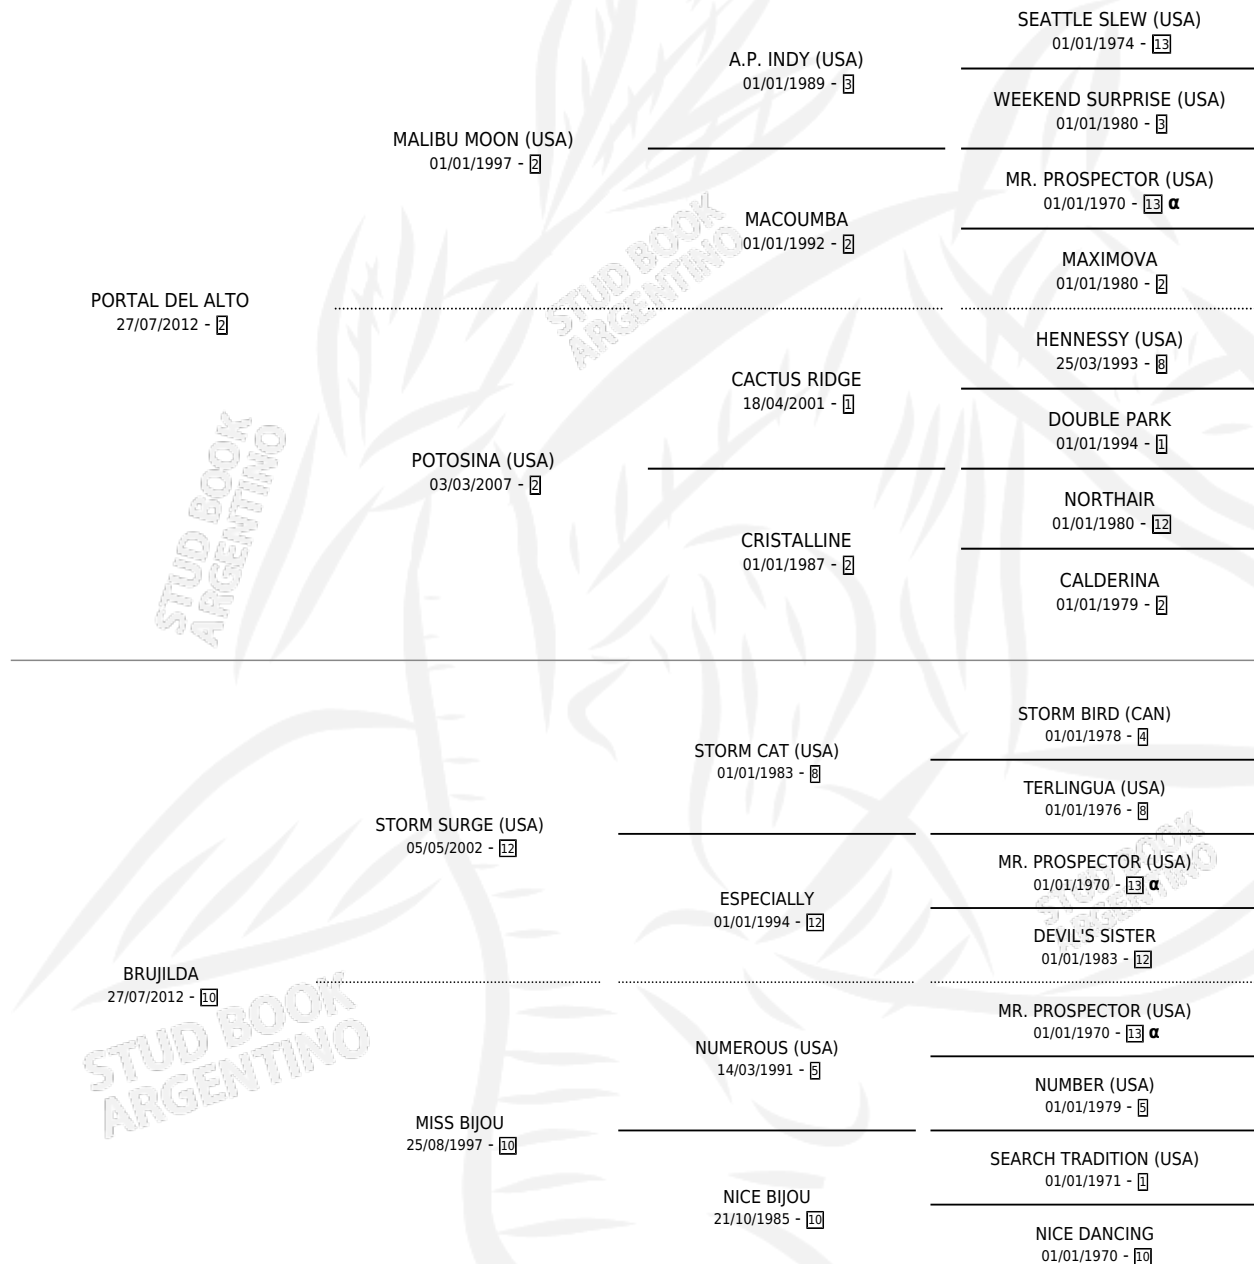 SEATTLE SLEW (USA)
01/01/1974 - 13
A.P. INDY (USA)
01/01/1989 - 3
WEEKEND SURPRISE (USA)
01/01/1980 - 3
MALIBU MOON (USA)
01/01/1997 - 2
MR. PROSPECTOR (USA)
01/01/1970 - 13 α
MACOUMBA
01/01/1992 - 2
MAXIMOVA
01/01/1980 - 2
PORTAL DEL ALTO
27/07/2012 - 2
HENNESSY (USA)
25/03/1993 - 8
CACTUS RIDGE
18/04/2001 - 1
DOUBLE PARK
01/01/1994 - 1
POTOSINA (USA)
03/03/2007 - 2
NORTHAIR
01/01/1980 - 12
CRISTALLINE
01/01/1987 - 2
CALDERINA
01/01/1979 - 2
STORM BIRD (CAN)
01/01/1978 - 4
STORM CAT (USA)
01/01/1983 - 8
TERLINGUA (USA)
01/01/1976 - 8
STORM SURGE (USA)
05/05/2002 - 12
MR. PROSPECTOR (USA)
01/01/1970 - 13 α
ESPECIALLY
01/01/1994 - 12
DEVIL'S SISTER
01/01/1983 - 12
BRUJILDA
27/07/2012 - 10
MR. PROSPECTOR (USA)
01/01/1970 - 13 α
NUMEROUS (USA)
14/03/1991 - 5
NUMBER (USA)
01/01/1979 - 5
MISS BIJOU
25/08/1997 - 10
SEARCH TRADITION (USA)
01/01/1971 - 1
NICE BIJOU
21/10/1985 - 10
NICE DANCING
01/01/1970 - 10
STUD BOOK
ARGENTINO
STUD BOOK
ARGENTINO
STUD BOOK
ARGENTINO
STUD BOOK
ARGENTINO